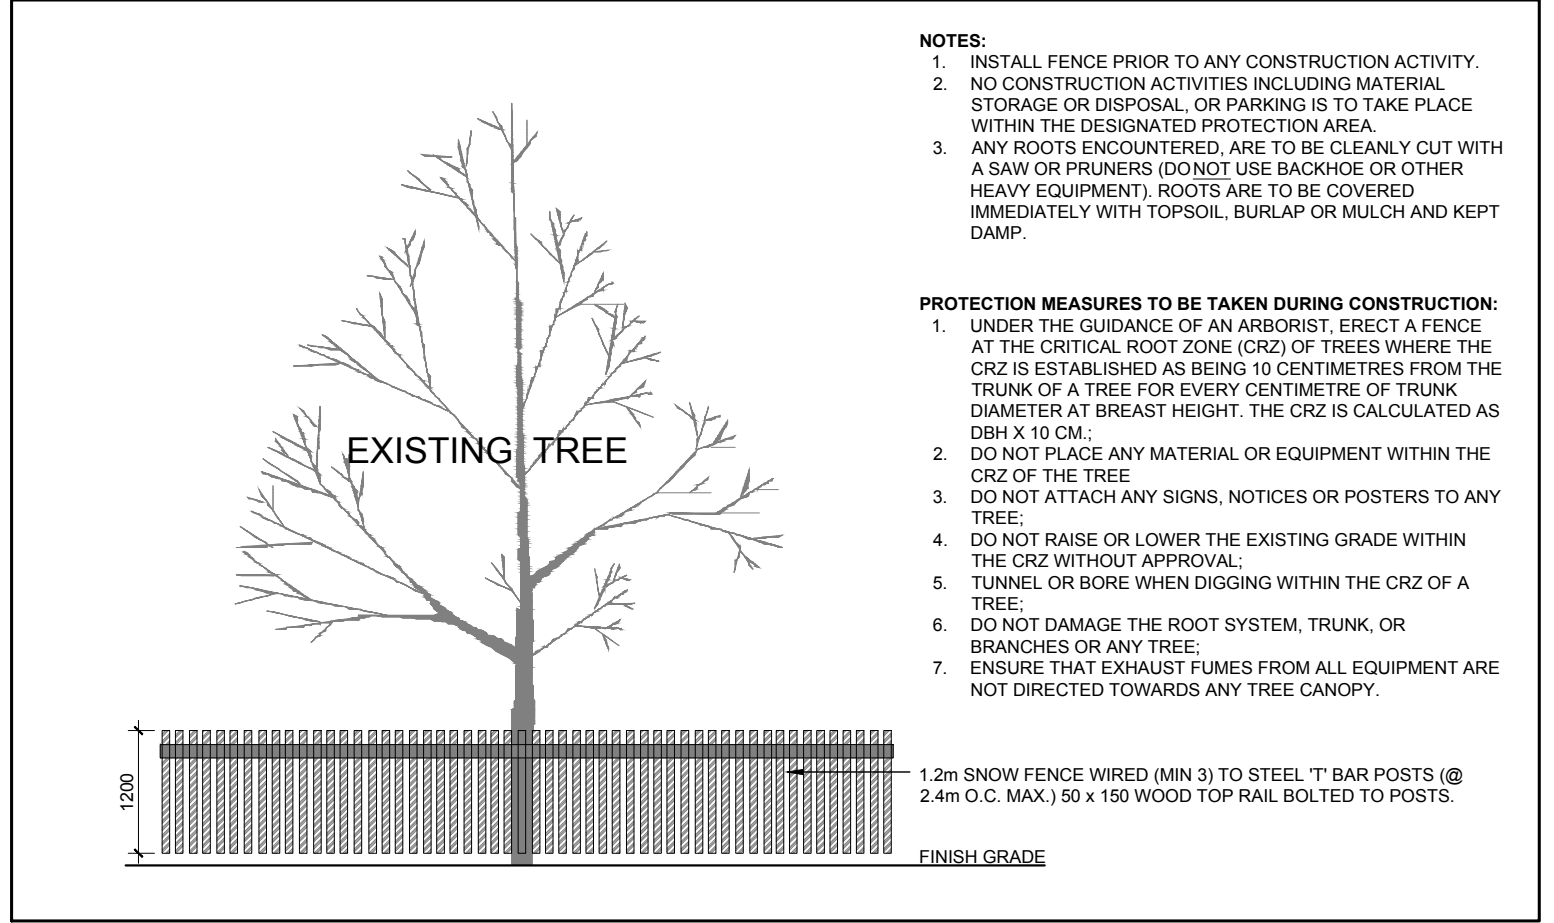 NOTES:
1. INSTALL FENCE PRIOR TO ANY CONSTRUCTION ACTIVITY.
2. NO CONSTRUCTION ACTIVITIES INCLUDING MATERIAL
STORAGE OR DISPOSAL, OR PARKING IS TO TAKE PLACE
WITHIN THE DESIGNATED PROTECTION AREA.
3. ANY ROOTS ENCOUNTERED, ARE TO BE CLEANLY CUT WITH
A SAW OR PRUNERS (DO NOT USE BACKHOE OR OTHER
HEAVY EQUIPMENT). ROOTS ARE TO BE COVERED
IMMEDIATELY WITH TOPSOIL, BURLAP OR MULCH AND KEPT
DAMP.
PROTECTION MEASURES TO BE TAKEN DURING CONSTRUCTION:
1. UNDER THE GUIDANCE OF AN ARBORIST, ERECT A FENCE
AT THE CRITICAL ROOT ZONE (CRZ) OF TREES WHERE THE
CRZ IS ESTABLISHED AS BEING 10 CENTIMETRES FROM THE
TRUNK OF A TREE FOR EVERY CENTIMETRE OF TRUNK
DIAMETER AT BREAST HEIGHT. THE CRZ IS CALCULATED AS
DBH X 10 CM.;
2. DO NOT PLACE ANY MATERIAL OR EQUIPMENT WITHIN THE
CRZ OF THE TREE
3. DO NOT ATTACH ANY SIGNS, NOTICES OR POSTERS TO ANY
TREE;
4. DO NOT RAISE OR LOWER THE EXISTING GRADE WITHIN
THE CRZ WITHOUT APPROVAL;
5. TUNNEL OR BORE WHEN DIGGING WITHIN THE CRZ OF A
TREE;
6. DO NOT DAMAGE THE ROOT SYSTEM, TRUNK, OR
BRANCHES OR ANY TREE;
7. ENSURE THAT EXHAUST FUMES FROM ALL EQUIPMENT ARE
NOT DIRECTED TOWARDS ANY TREE CANOPY.
EXISTING TREE
1200
1.2m SNOW FENCE WIRED (MIN 3) TO STEEL 'T' BAR POSTS (@
2.4m O.C. MAX.) 50 x 150 WOOD TOP RAIL BOLTED TO POSTS.
FINISH GRADE